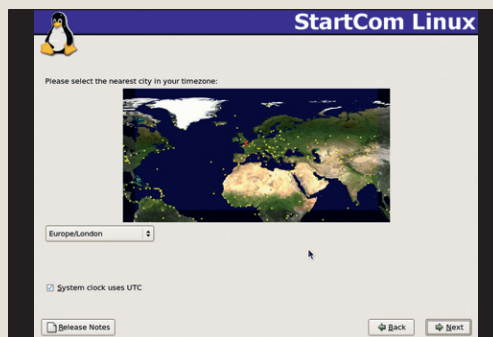 StartCom Linux
Please select the nearest city in your timezone:
Europe/London
System clock uses UTC
Release Notes
Back
Next